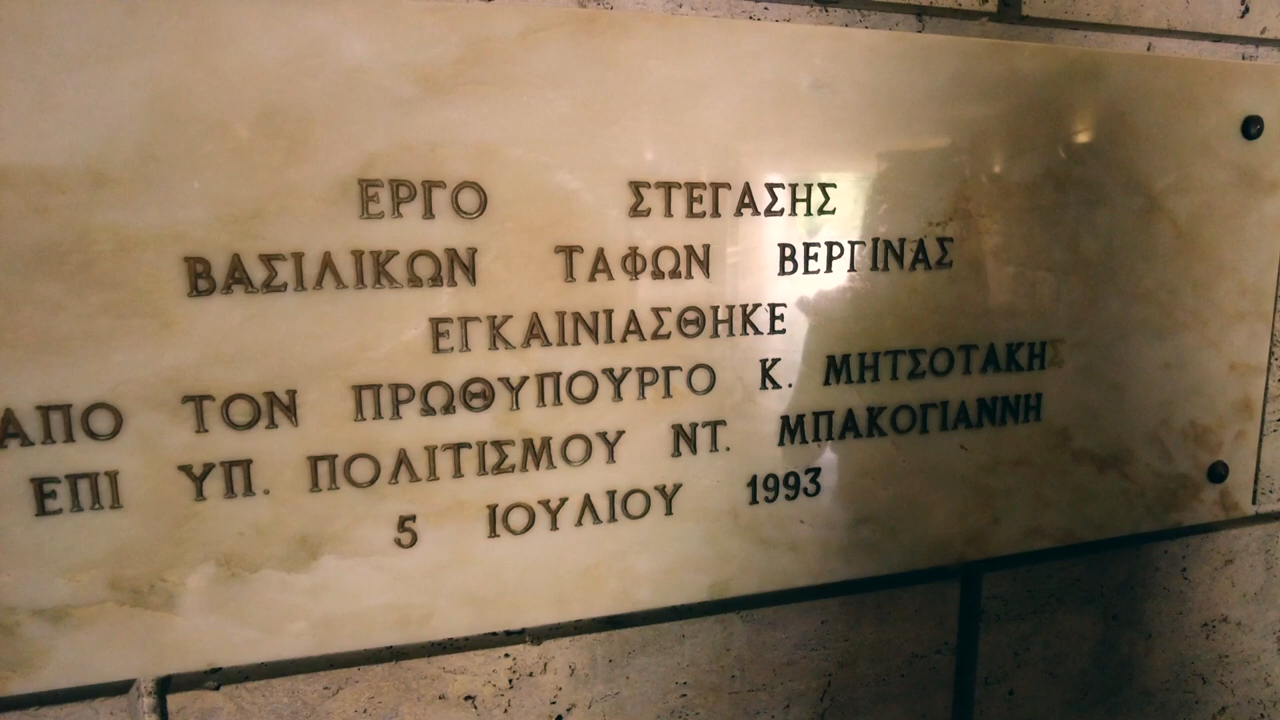 ΕΡΓΟ ΣΤΕΓΑΣΗΣ
ΒΑΣΙΛΙΚΩΝ ΤΑΦΩΝ ΒΕΡΓΙΝΑΣ
ΕΓΚΑΙΝΙΑΣΘΗΚΕ
ΑΠΟ ΤΟΝ ΠΡΩΘΥΠΟΥΡΓΟ Κ. ΜΗΤΣΟΤΑΚΗ
ΕΠΙ ΥΠ. ΠΟΛΙΤΙΣΜΟΥ ΝΤ. ΜΠΑΚΟΓΙΑΝΝΗ
5 ΙΟΥΛΙΟΥ 1993